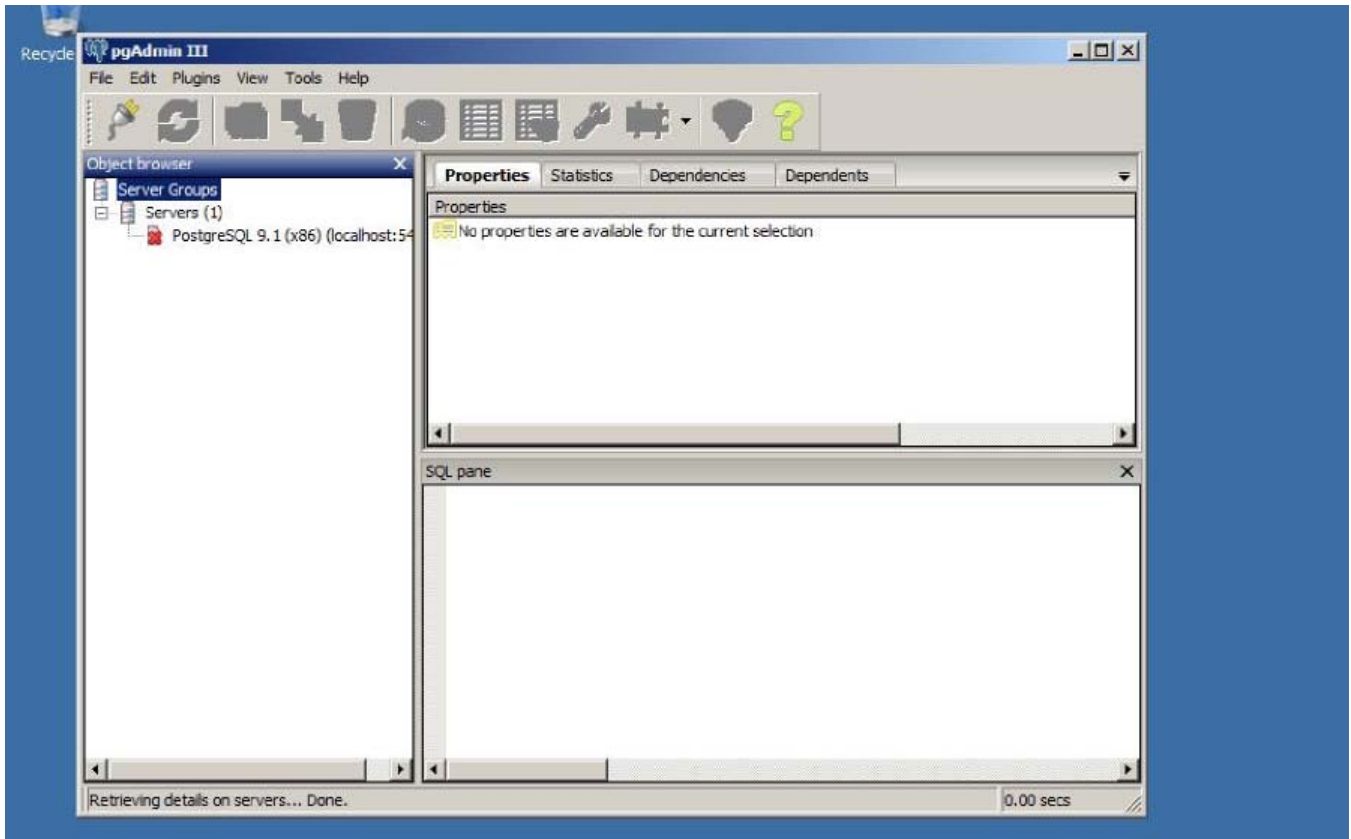 Recycle
pgAdmin III
File Edit Plugins View Tools Help
Object browser
Server Groups
Servers (1)
PostgreSQL 9.1 (x86) (localhost:54
Properties Statistics Dependencies Dependents
Properties
No properties are available for the current selection
SQL pane
Retrieving details on servers... Done.
0.00 secs